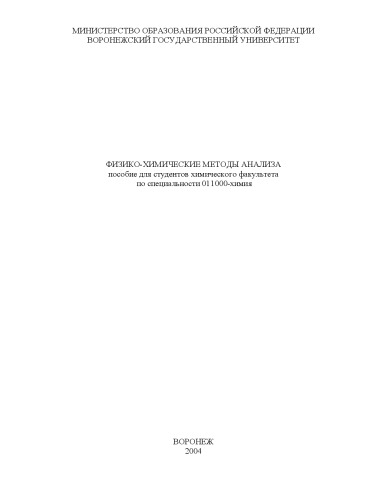 МИНИСТЕРСТВО ОБРАЗОВАНИЯ РОССИЙСКОЙ ФЕДЕРАЦИИ
ВОРОНЕЖСКИЙ ГОСУДАРСТВЕННЫЙ УНИВЕРСИТЕТ
ФИЗИКО-ХИМИЧЕСКИЕ МЕТОДЫ АНАЛИЗА
пособие для студентов химического факультета
по специальности 011000-химия
ВОРОНЕЖ
2004